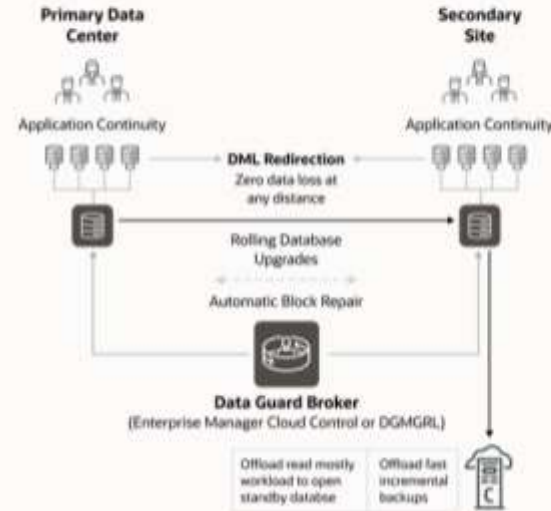 Primary Data
Center
Secondary
Site
Application Continuity
Application Continuity
DML Redirection
Zero data loss at
any distance
Rolling Database
Upgrades
Automatic Block Repair
Data Guard Broker
(Enterprise Manager Cloud Control or DGMGRL)
Offload read mostly
workload to open
standby databse
Offload fast
incremental
backups
C